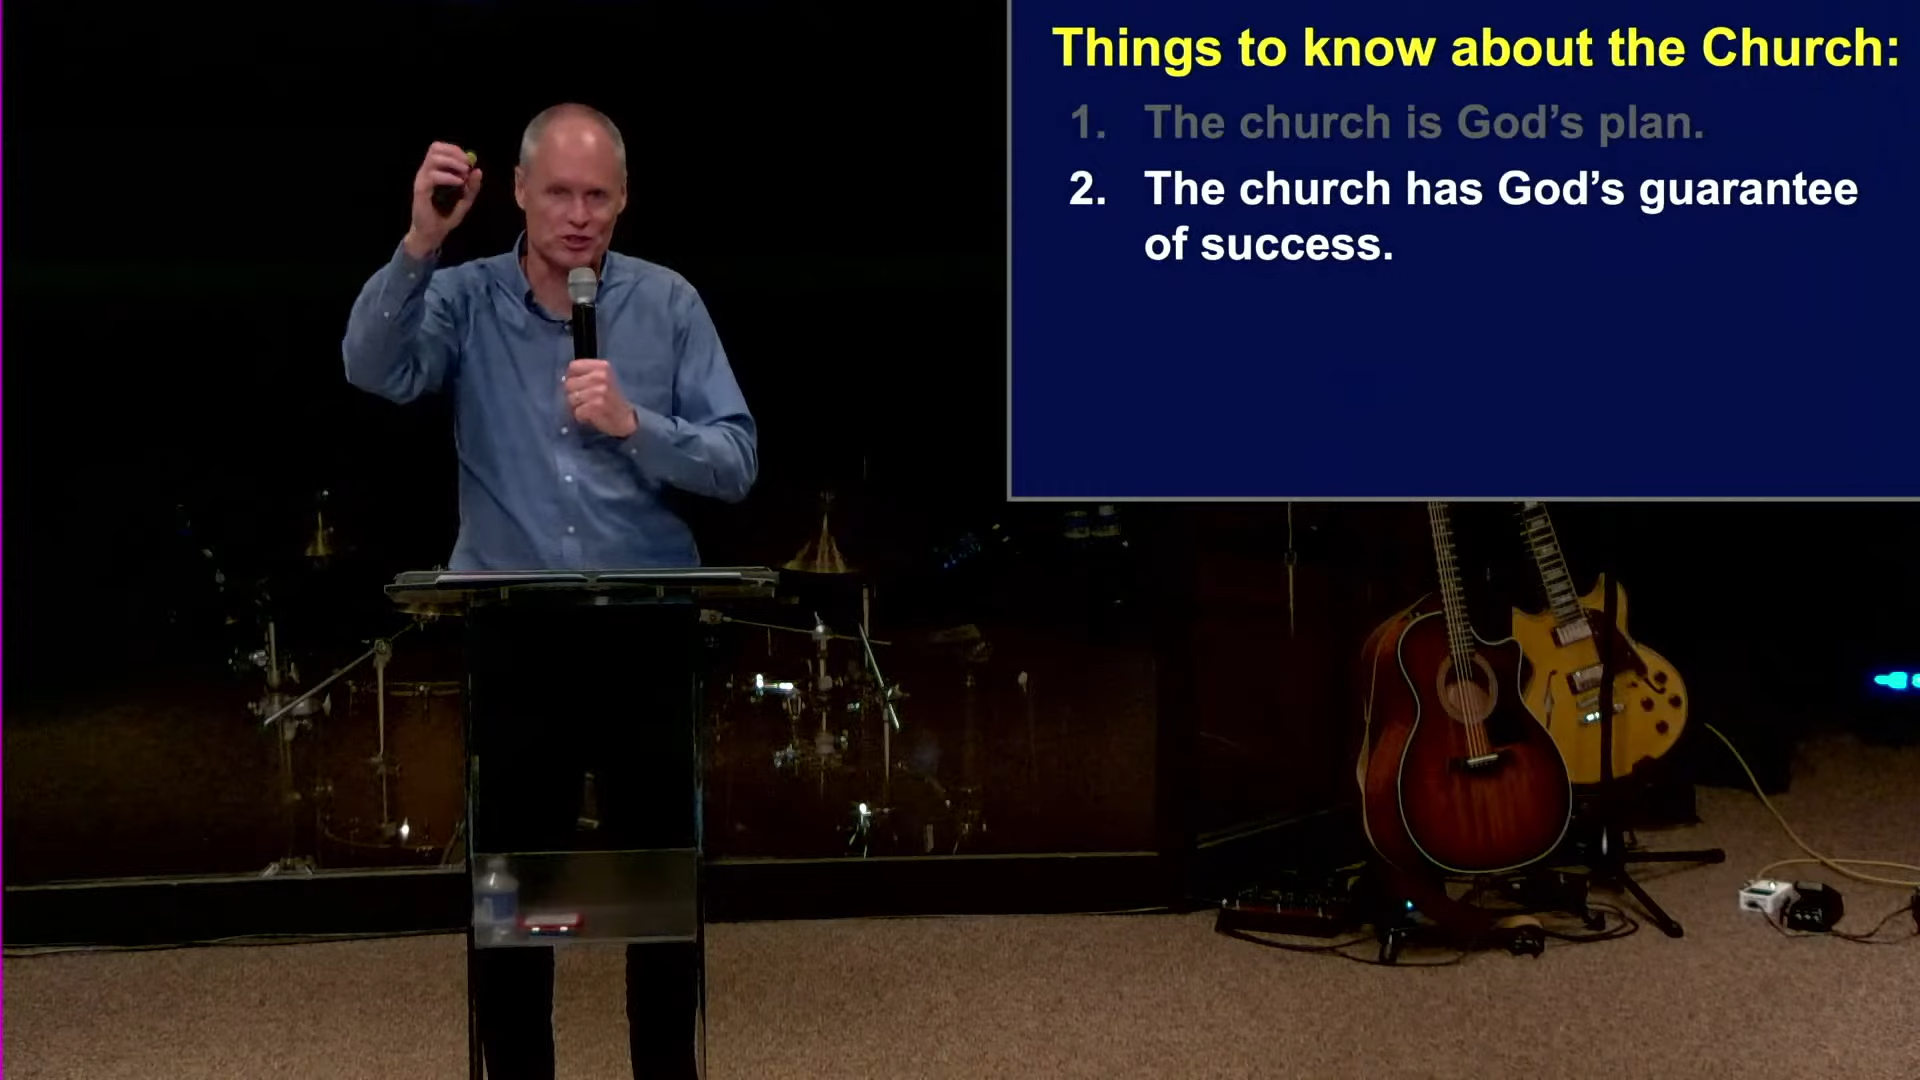 Things to know about the Church:
1. The church is God’s plan.
2. The church has God’s guarantee
of success.